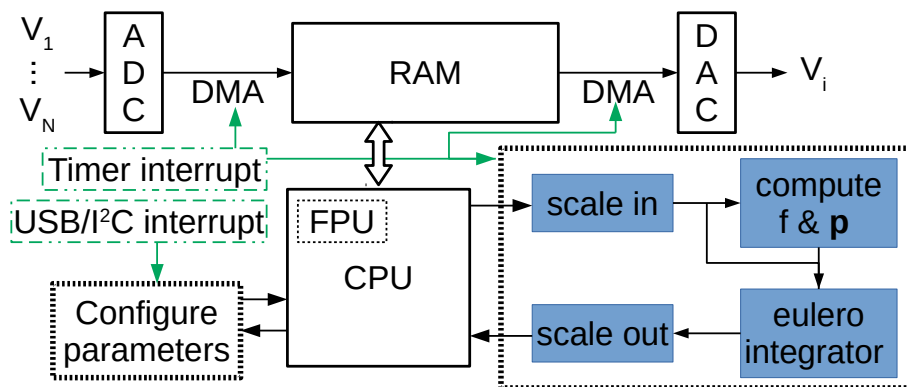 V1
⋮
VN
A
D
C
DMA
RAM
DMA
D
A
C
Vi
Timer interrupt
USB/I²C interrupt
Configure
parameters
FPU
CPU
scale in
compute
f & p
eulero
integrator
scale out